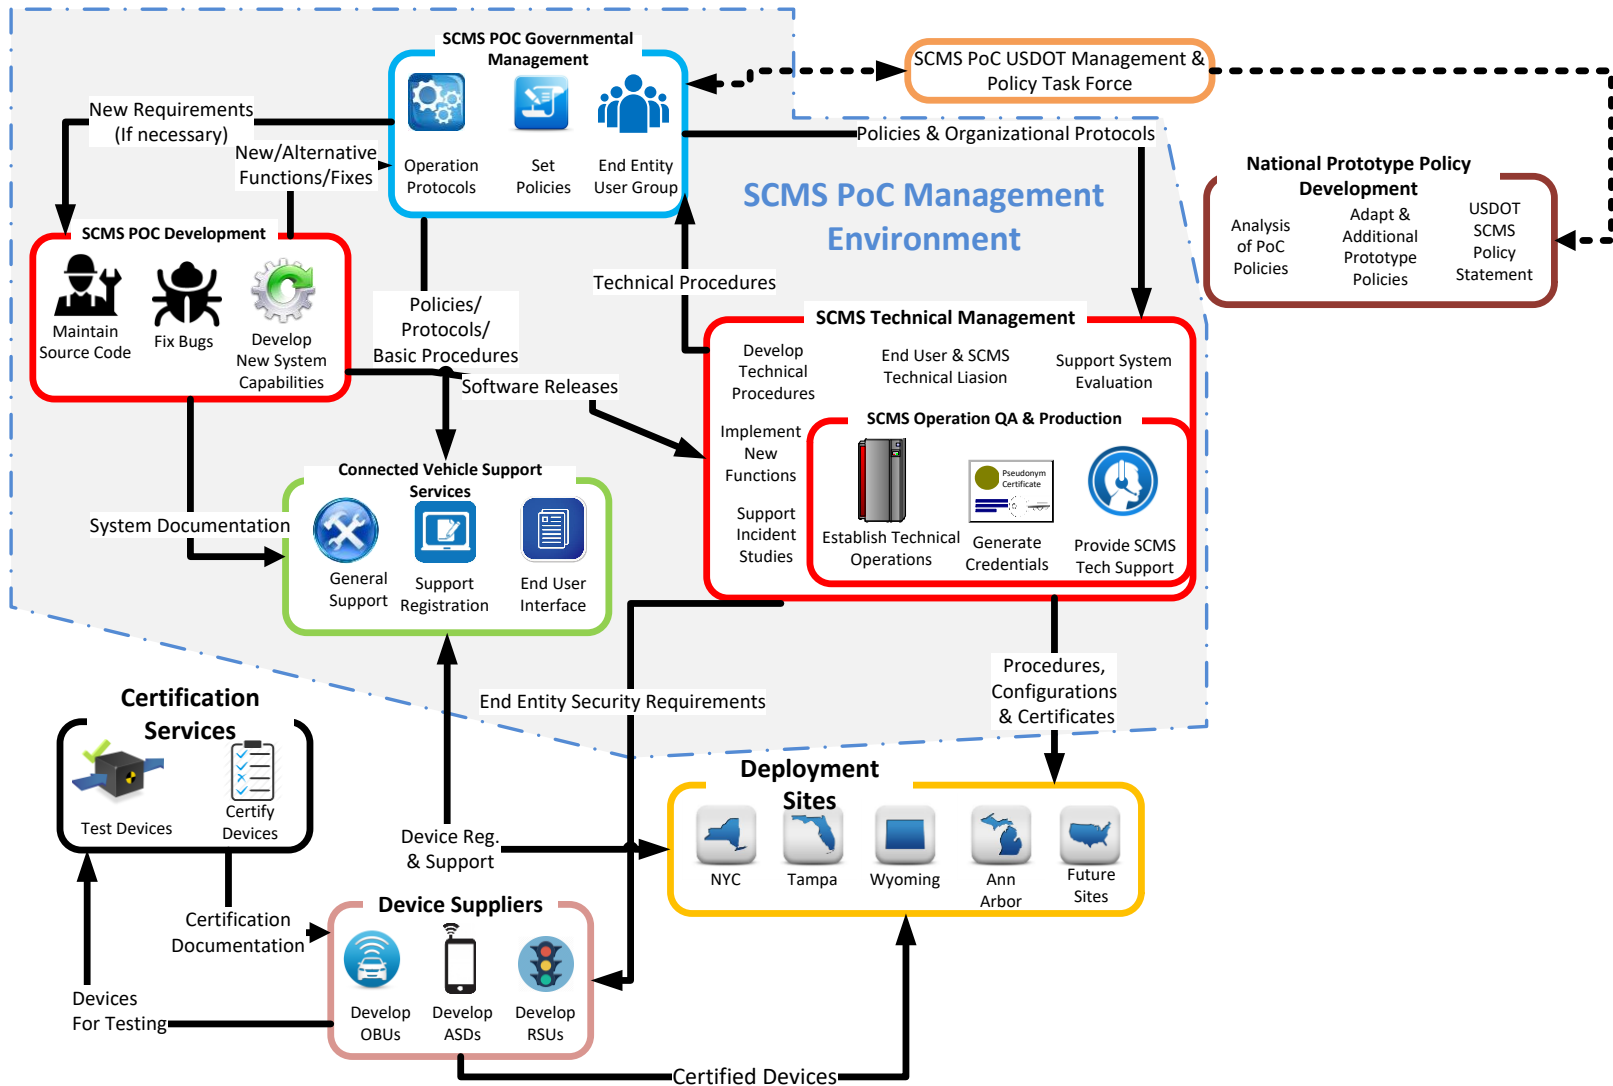 SCMS POC Governmental
Management
Operation
Protocols
Set
Policies
End Entity
User Group
SCMS PoC USDOT Management &
Policy Task Force
New Requirements
(If necessary)
New/Alternative
Functions/Fixes
Policies & Organizational Protocols
SCMS PoC Management
Environment
National Prototype Policy
Development
Analysis
of PoC
Policies
Adapt &
Additional
Prototype
Policies
USDOT
SCMS
Policy
Statement
SCMS POC Development
Maintain
Source Code
Fix Bugs
Develop
New System
Capabilities
Technical Procedures
Policies/
Protocols/
Basic Procedures
Software Releases
SCMS Technical Management
Develop
Technical
Procedures
End User & SCMS
Technical Liasion
Support System
Evaluation
Implement
New
Functions
Support
Incident
Studies
SCMS Operation QA & Production
Pseudonym
Certificate
Establish Technical
Operations
Generate
Credentials
Provide SCMS
Tech Support
Connected Vehicle Support
Services
General
Support
Support
Registration
End User
Interface
System Documentation
End Entity Security Requirements
Procedures,
Configurations
& Certificates
Certification
Services
Test Devices
Certify
Devices
Deployment
Sites
NYC
Tampa
Wyoming
Ann
Arbor
Future
Sites
Device Reg.
& Support
Certification
Documentation
Device Suppliers
Develop
OBUs
Develop
ASDs
Develop
RSUs
Devices
For Testing
Certified Devices